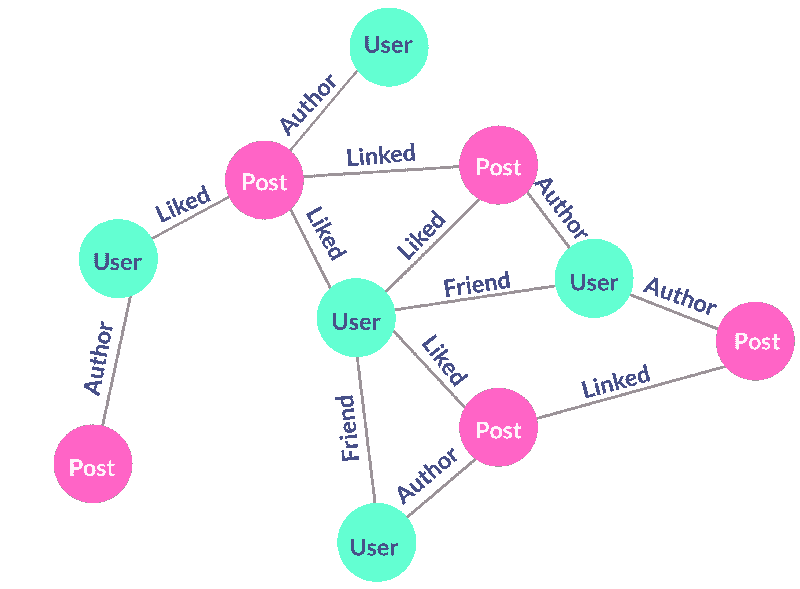 User
Author
Linked
Post
Post
Liked
Author
Liked
Liked
User
Friend
User
Author
User
Post
Liked
Author
Linked
Friend
Post
Author
Post
User